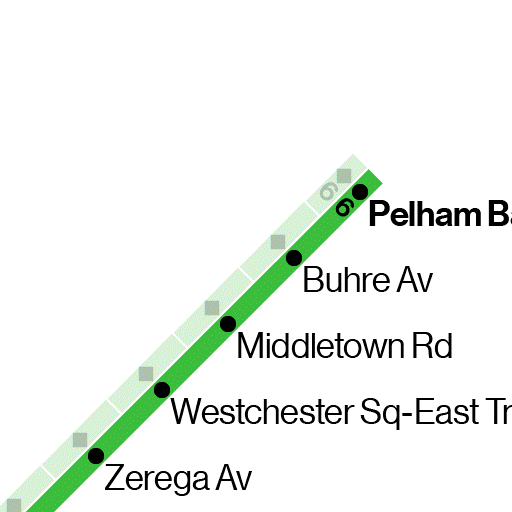 6
6
Pelham Ba
Buhre Av
Middletown Rd
Westchester Sq-East Tr
Zerega Av